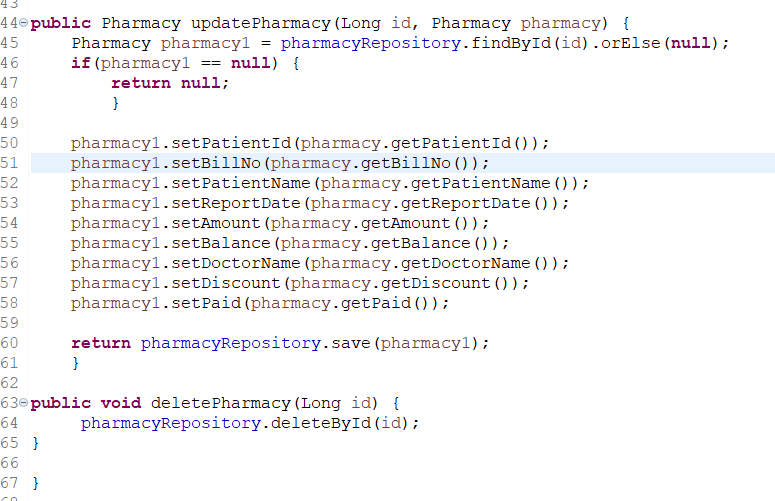 43
44 public Pharmacy updatePharmacy(Long id, Pharmacy pharmacy) {
45     Pharmacy pharmacy1 = pharmacyRepository.findById(id).orElse(null);
46     if(pharmacy1 == null) {
47         return null;
48         }
49
50     pharmacy1.setPatientId(pharmacy.getPatientId());
51     pharmacy1.setBillNo(pharmacy.getBillNo());
52     pharmacy1.setPatientName(pharmacy.getPatientName());
53     pharmacy1.setReportDate(pharmacy.getReportDate());
54     pharmacy1.setAmount(pharmacy.getAmount());
55     pharmacy1.setBalance(pharmacy.getBalance());
56     pharmacy1.setDoctorName(pharmacy.getDoctorName());
57     pharmacy1.setDiscount(pharmacy.getDiscount());
58     pharmacy1.setPaid(pharmacy.getPaid());
59
60     return pharmacyRepository.save(pharmacy1);
61     }
62
63 public void deletePharmacy(Long id) {
64      pharmacyRepository.deleteById(id);
65 }
66
67 }
68